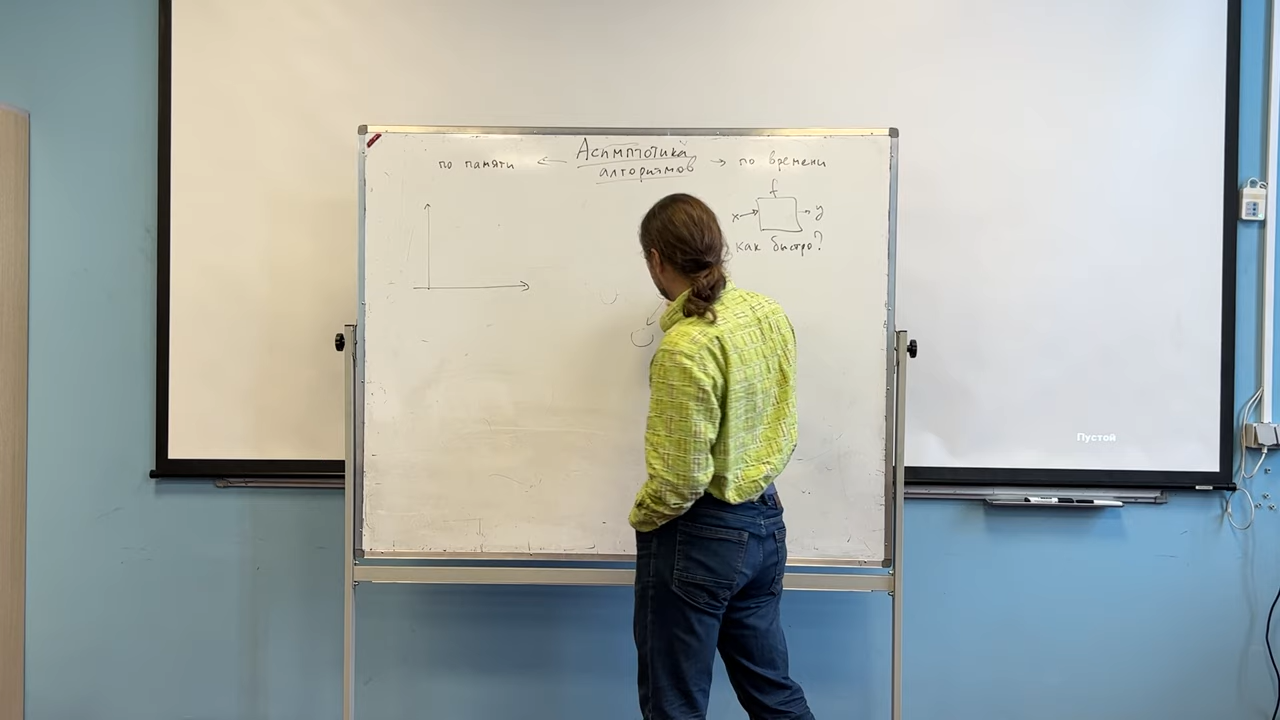 по памяти ← Асимптотика → по времени
алгоритмов
f
x → → y
как быстро?
Пустой